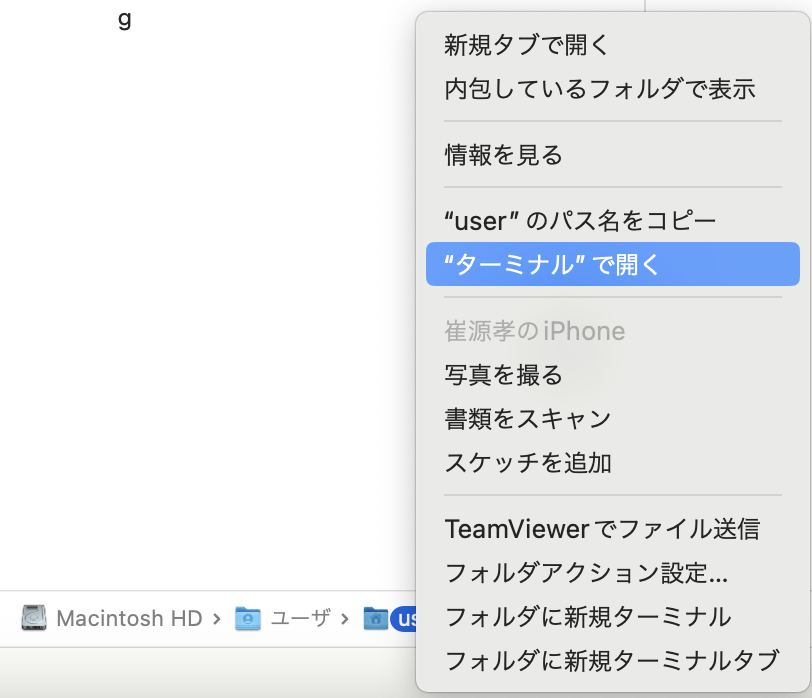 g
新規タブで開く
内包しているフォルダで表示
情報を見る
“user” のパス名をコピー
“ターミナル” で開く
崔源孝のiPhone
写真を撮る
書類をスキャン
スケッチを追加
TeamViewerでファイル送信
フォルダアクション設定...
フォルダに新規ターミナル
フォルダに新規ターミナルタブ
Macintosh HD › ユーザ › us